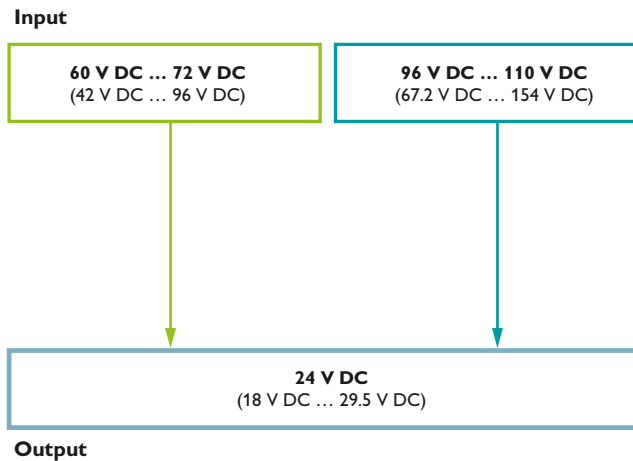 Input
60 V DC ... 72 V DC
(42 V DC ... 96 V DC)
96 V DC ... 110 V DC
(67.2 V DC ... 154 V DC)
24 V DC
(18 V DC ... 29.5 V DC)
Output